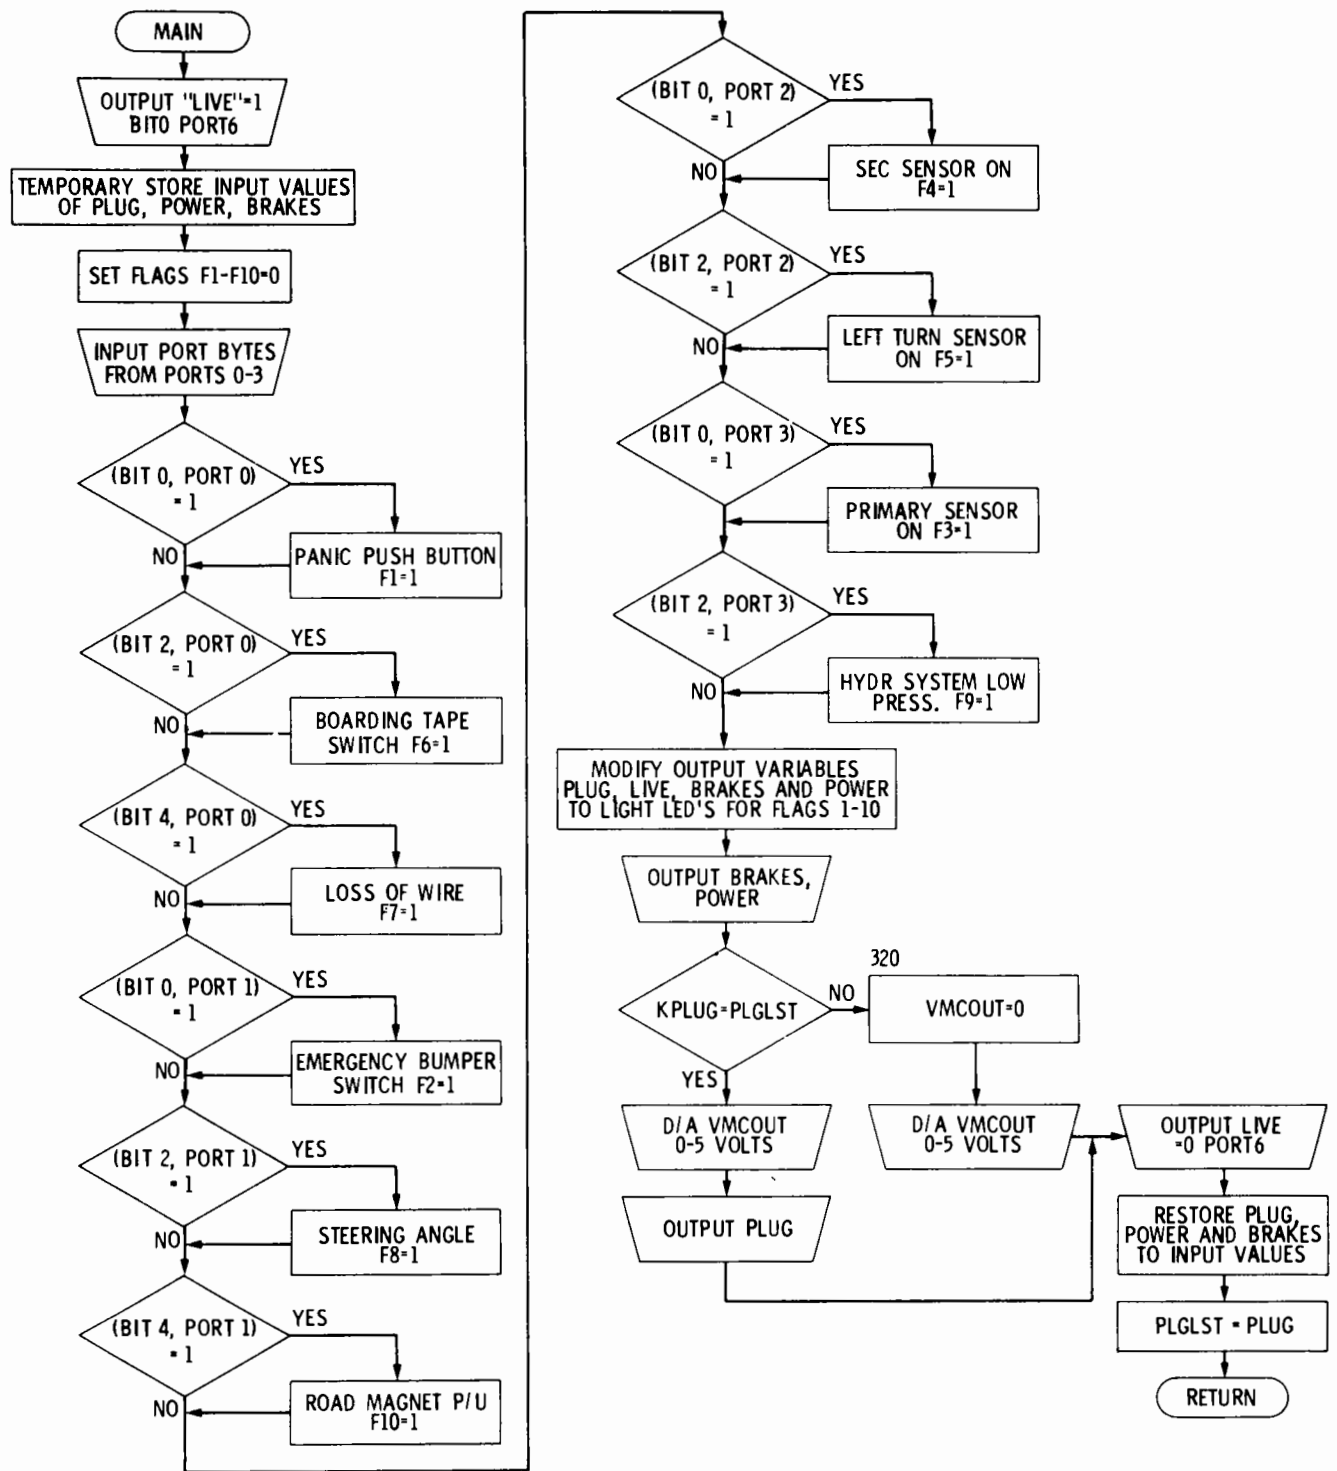 MAIN
OUTPUT "LIVE"=1
BIT0 PORT6
TEMPORARY STORE INPUT VALUES
OF PLUG, POWER, BRAKES
SET FLAGS F1-F10=0
INPUT PORT BYTES
FROM PORTS 0-3
(BIT 0, PORT 0)
= 1
YES
NO
PANIC PUSH BUTTON
F1=1
(BIT 2, PORT 0)
= 1
YES
NO
BOARDING TAPE
SWITCH F6=1
(BIT 4, PORT 0)
= 1
YES
NO
LOSS OF WIRE
F7=1
(BIT 0, PORT 1)
= 1
YES
NO
EMERGENCY BUMPER
SWITCH F2=1
(BIT 2, PORT 1)
= 1
YES
NO
STEERING ANGLE
F8=1
(BIT 4, PORT 1)
= 1
YES
NO
ROAD MAGNET P/U
F10=1
(BIT 0, PORT 2)
= 1
YES
NO
SEC SENSOR ON
F4=1
(BIT 2, PORT 2)
= 1
YES
NO
LEFT TURN SENSOR
ON F5=1
(BIT 0, PORT 3)
= 1
YES
PRIMARY SENSOR
ON F3=1
(BIT 2, PORT 3)
= 1
YES
NO
HYDR SYSTEM LOW
PRESS. F9=1
MODIFY OUTPUT VARIABLES
PLUG, LIVE, BRAKES AND POWER
TO LIGHT LED'S FOR FLAGS 1-10
OUTPUT BRAKES,
POWER
KPLUG=PLGLST
NO
YES
320
VMCOUT=0
D/A VMCOUT
0-5 VOLTS
OUTPUT PLUG
D/A VMCOUT
0-5 VOLTS
OUTPUT LIVE
=0 PORT6
RESTORE PLUG,
POWER AND BRAKES
TO INPUT VALUES
PLGLST = PLUG
RETURN